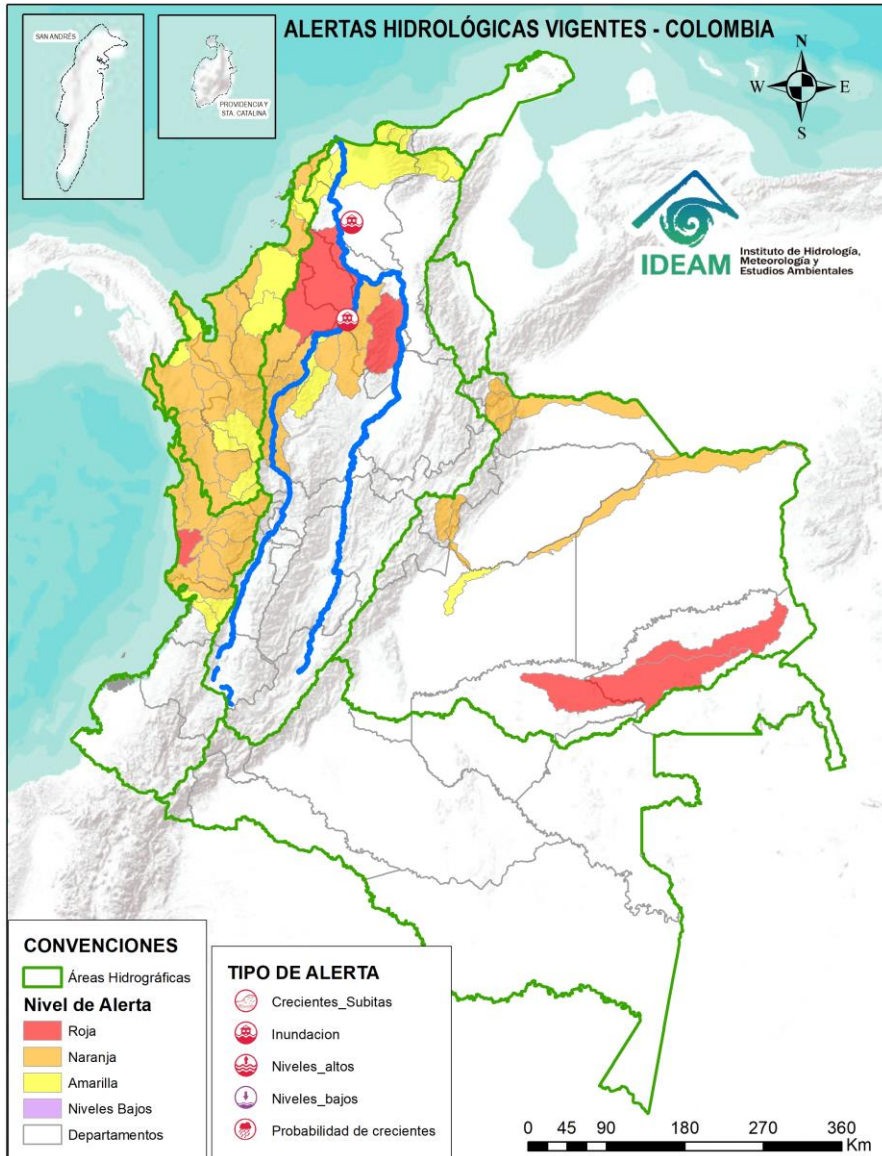 ALERTAS HIDROLÓGICAS VIGENTES - COLOMBIA
SAN ANDRÉS
PROVIDENCIA Y
STA. CATALINA
N
W
E
S
IDEAM
Instituto de Hidrología,
Meteorología y
Estudios Ambientales
CONVENCIONES
Áreas Hidrográficas
Nivel de Alerta
Roja
Naranja
Amarilla
Niveles Bajos
Departamentos
TIPO DE ALERTA
Crecientes_Subitas
Inundacion
Niveles_altos
Niveles_bajos
Probabilidad de crecientes
0 45 90 180 270 360
Km